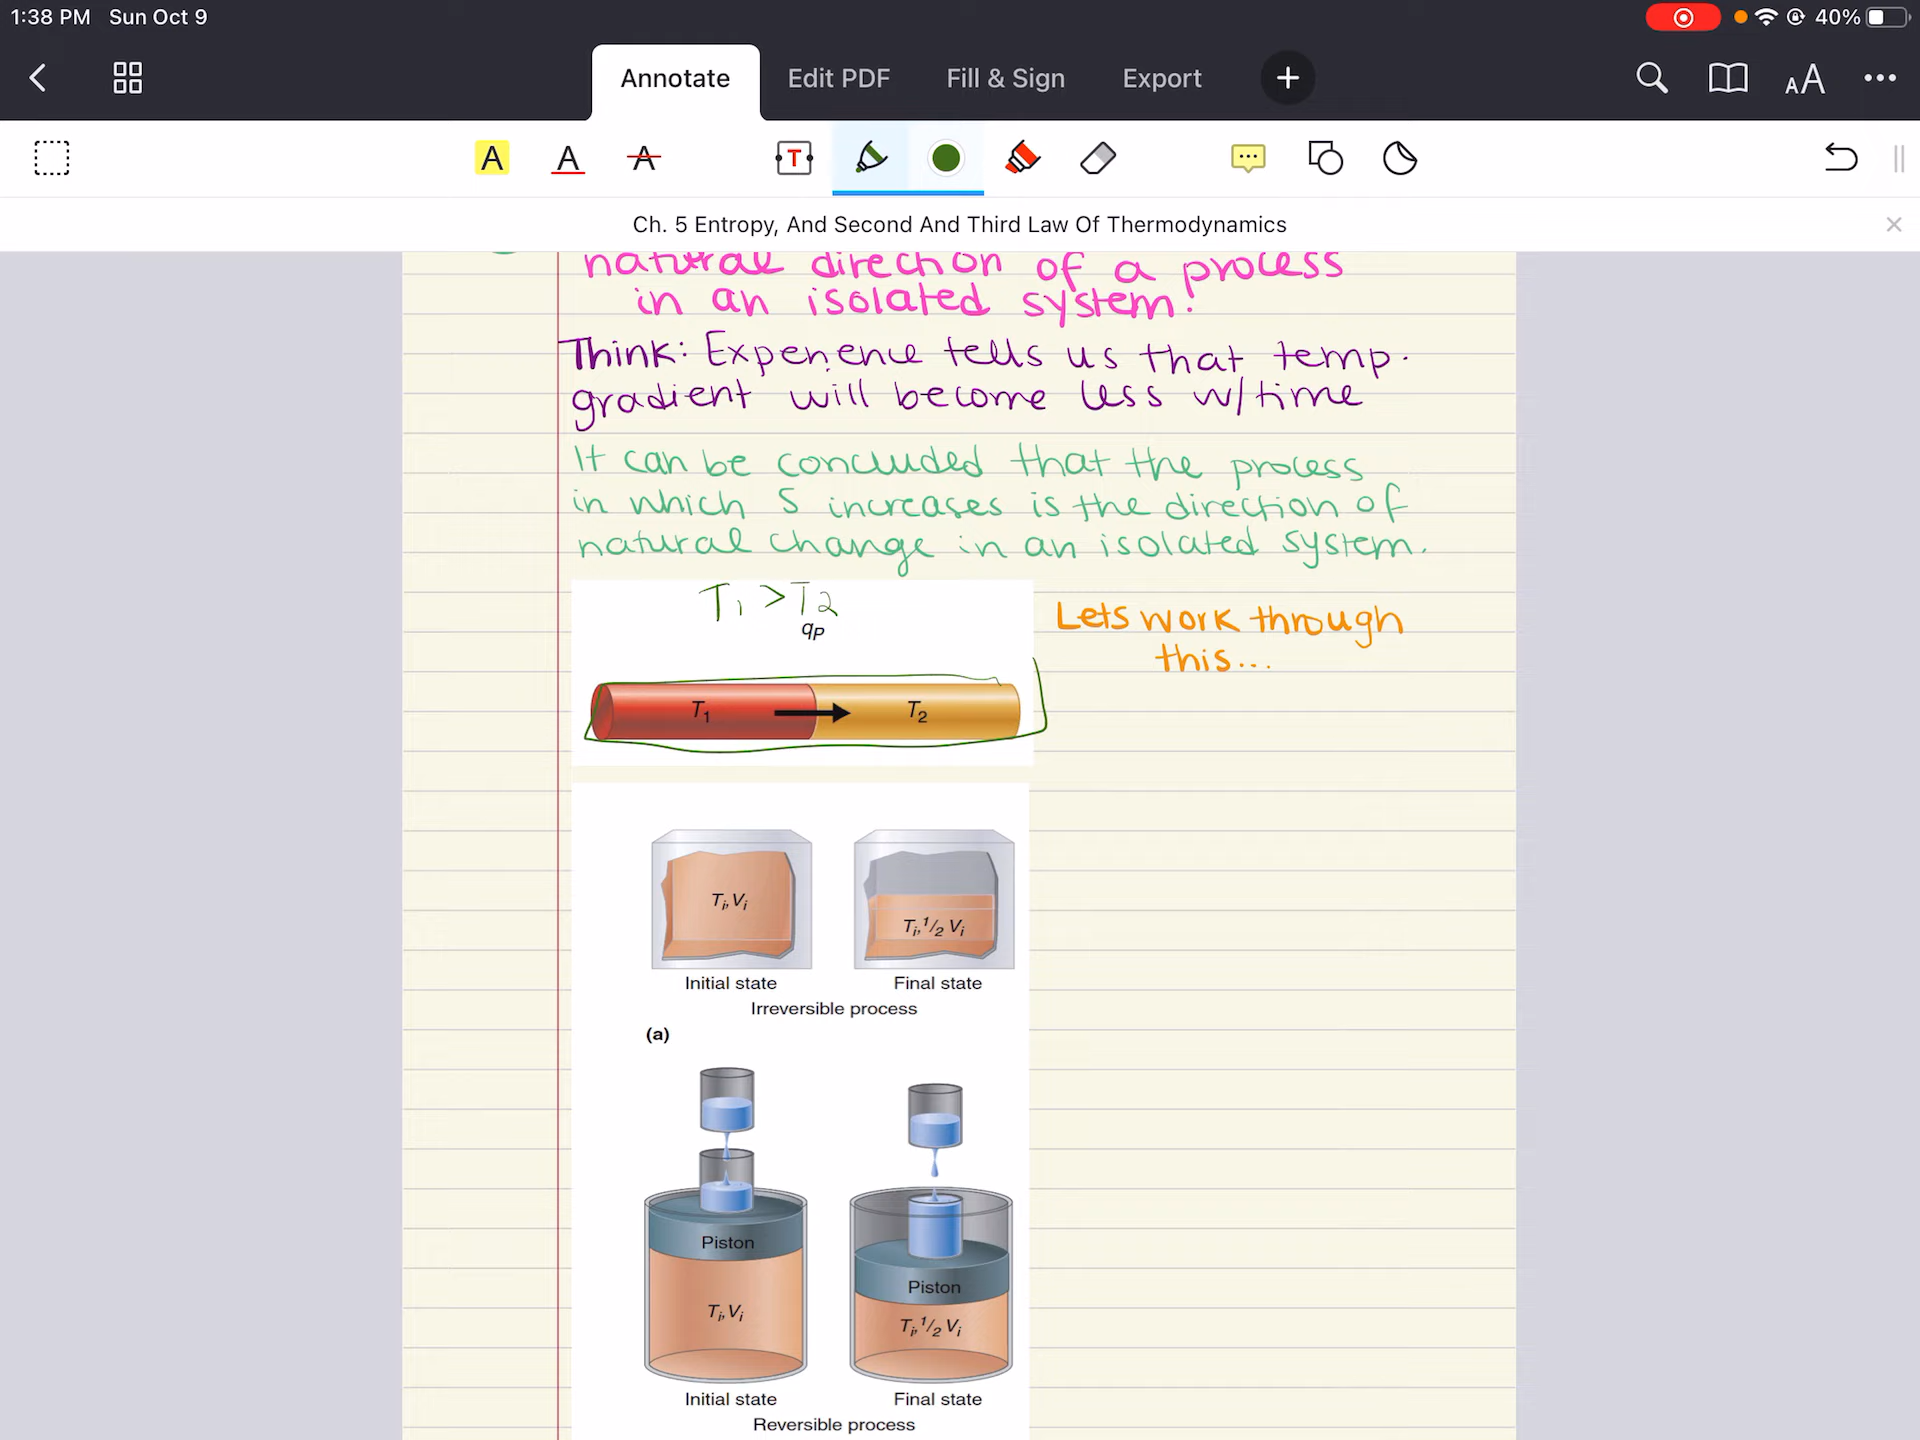 1:38 PM Sun Oct 9 40%
Annotate Edit PDF Fill & Sign Export
Ch. 5 Entropy, And Second And Third Law Of Thermodynamics
natural direction of a process
in an isolated system?
Think: Experience tells us that temp.
gradient will become less w/time
It can be concluded that the process
in which S increases is the direction of
natural change in an isolated system.
T₁ > T₂
qₚ
Lets work through
this...
T₁ T₂
Tᵢ, Vᵢ Tᵢ, 1/2 Vᵢ
Initial state Final state
Irreversible process
(a)
Piston Piston
Tᵢ, Vᵢ Tᵢ, 1/2 Vᵢ
Initial state Final state
Reversible process